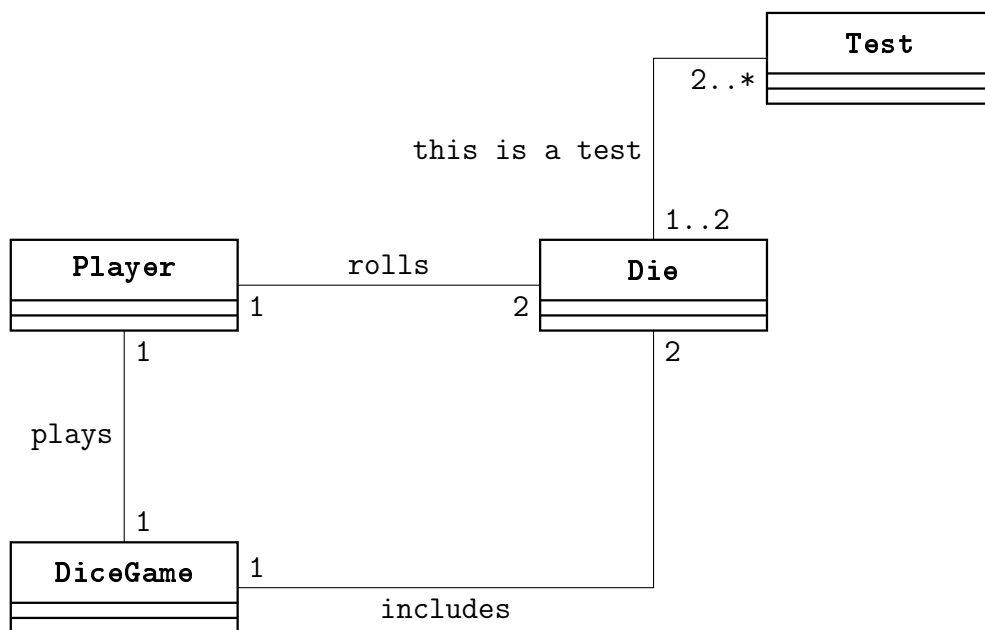 Test
2..*
this is a test
1..2
Player
rolls
Die
1
2
1
2
plays
1
DiceGame
1
includes